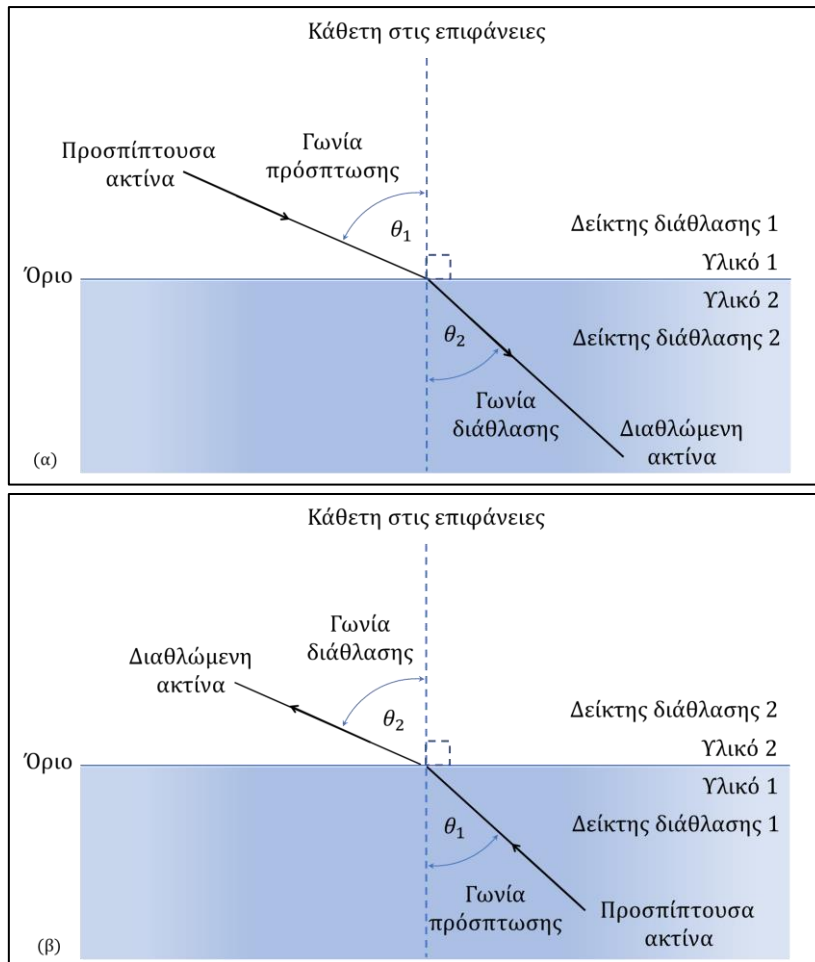 Κάθετη στις επιφάνειες
Προσπίπτουσα
ακτίνα
Γωνία
πρόσπτωσης
θ1
Δείκτης διάθλασης 1
Υλικό 1
Όριο
Υλικό 2
Δείκτης διάθλασης 2
θ2
Γωνία
διάθλασης
Διαθλώμενη
ακτίνα
(α)
Κάθετη στις επιφάνειες
Γωνία
διάθλασης
Διαθλώμενη
ακτίνα
θ2
Δείκτης διάθλασης 2
Υλικό 2
Όριο
Υλικό 1
Δείκτης διάθλασης 1
θ1
Γωνία
πρόσπτωσης
Προσπίπτουσα
ακτίνα
(β)